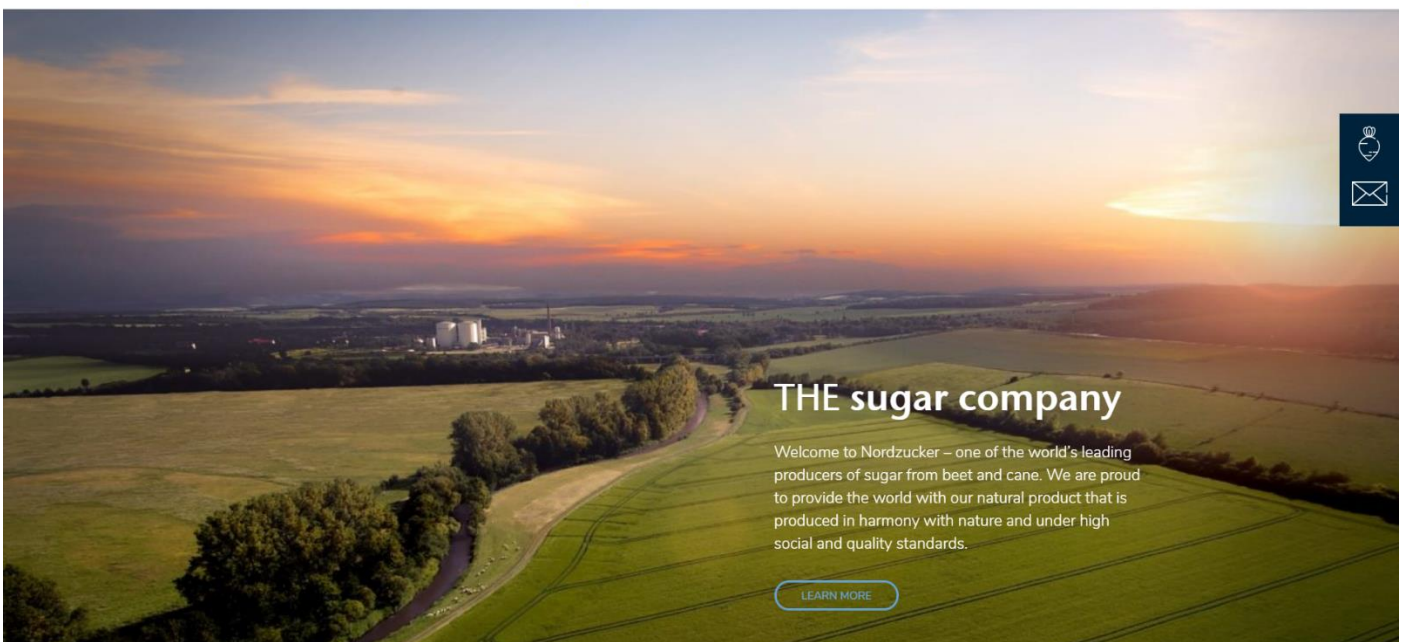 THE sugar company
Welcome to Nordzucker – one of the world's leading
producers of sugar from beet and cane. We are proud
to provide the world with our natural product that is
produced in harmony with nature and under high
social and quality standards.
LEARN MORE